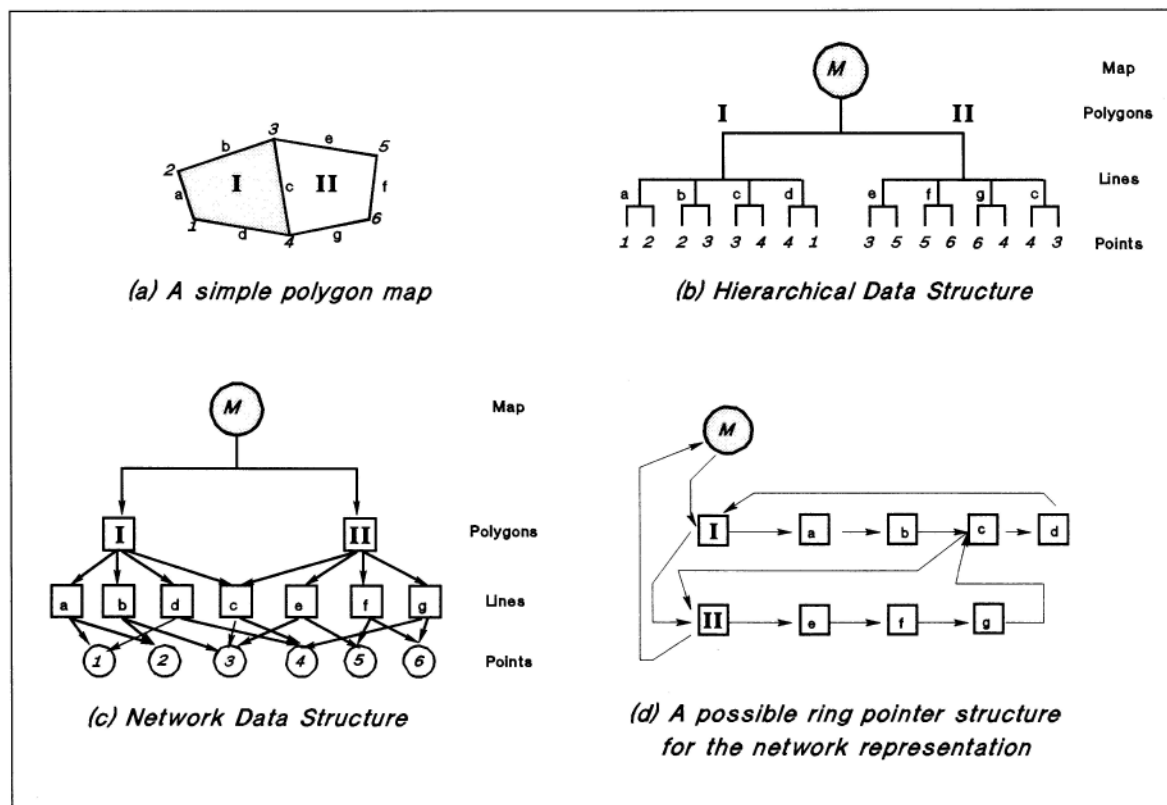 3
b
e
2
5
I
c
II
a
f
1
6
d
4
g
(a) A simple polygon map
M
Map
I
II
Polygons
Lines
a b c d e f g c
1 2 2 3 3 4 4 1 3 5 5 6 6 4 4 3
Points
(b) Hierarchical Data Structure
M
Map
I
II
Polygons
a b d c e f g
Lines
1 2 3 4 5 6
Points
(c) Network Data Structure
M
I a b c d
II e f g
(d) A possible ring pointer structure
for the network representation